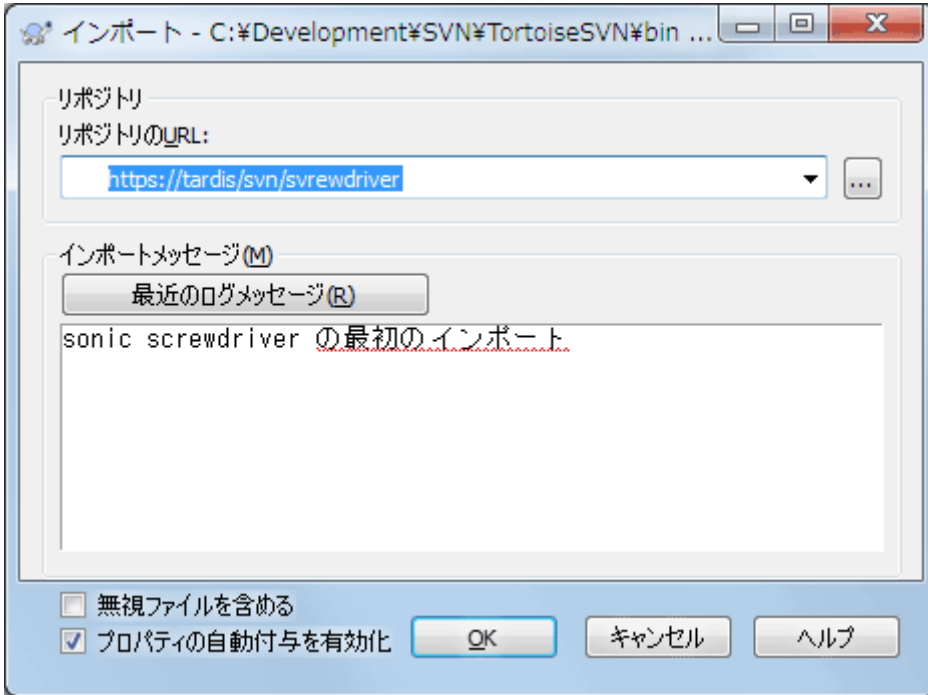 インポート - C:¥Development¥SVN¥TortoiseSVN¥bin ...
リポジトリ
リポジトリのURL:
https://tardis/svn/svrewdriver
...
インポートメッセージ(M)
最近のログメッセージ(R)
sonic screwdriver の最初のインポート
無視ファイルを含める
プロパティの自動付与を有効化
OK
キャンセル
ヘルプ